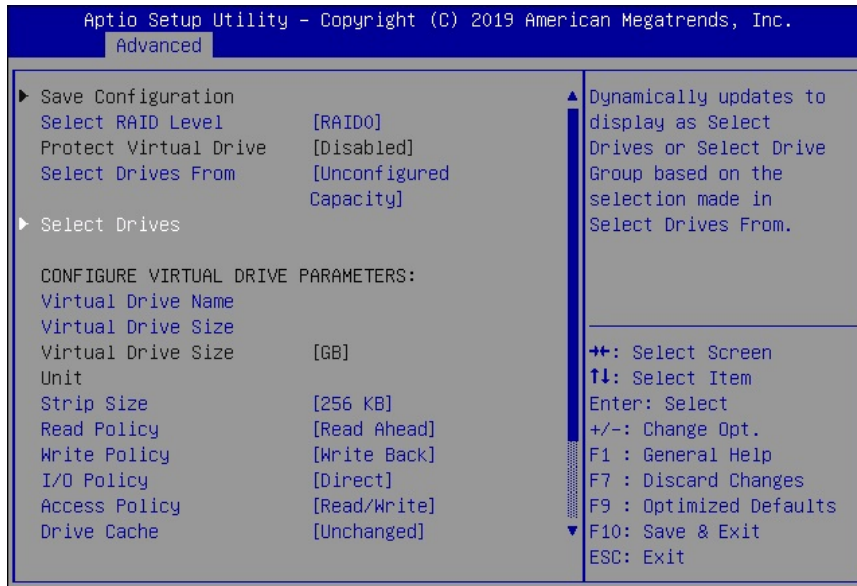 Aptio Setup Utility – Copyright (C) 2019 American Megatrends, Inc.
Advanced
Save Configuration
Select RAID Level [RAID0]
Protect Virtual Drive [Disabled]
Select Drives From [Unconfigured
Capacity]
Select Drives
CONFIGURE VIRTUAL DRIVE PARAMETERS:
Virtual Drive Name
Virtual Drive Size
Virtual Drive Size [GB]
Unit
Strip Size [256 KB]
Read Policy [Read Ahead]
Write Policy [Write Back]
I/O Policy [Direct]
Access Policy [Read/Write]
Drive Cache [Unchanged]
Dynamically updates to
display as Select
Drives or Select Drive
Group based on the
selection made in
Select Drives From.
→←: Select Screen
↑↓: Select Item
Enter: Select
+/-: Change Opt.
F1 : General Help
F7 : Discard Changes
F9 : Optimized Defaults
F10: Save & Exit
ESC: Exit